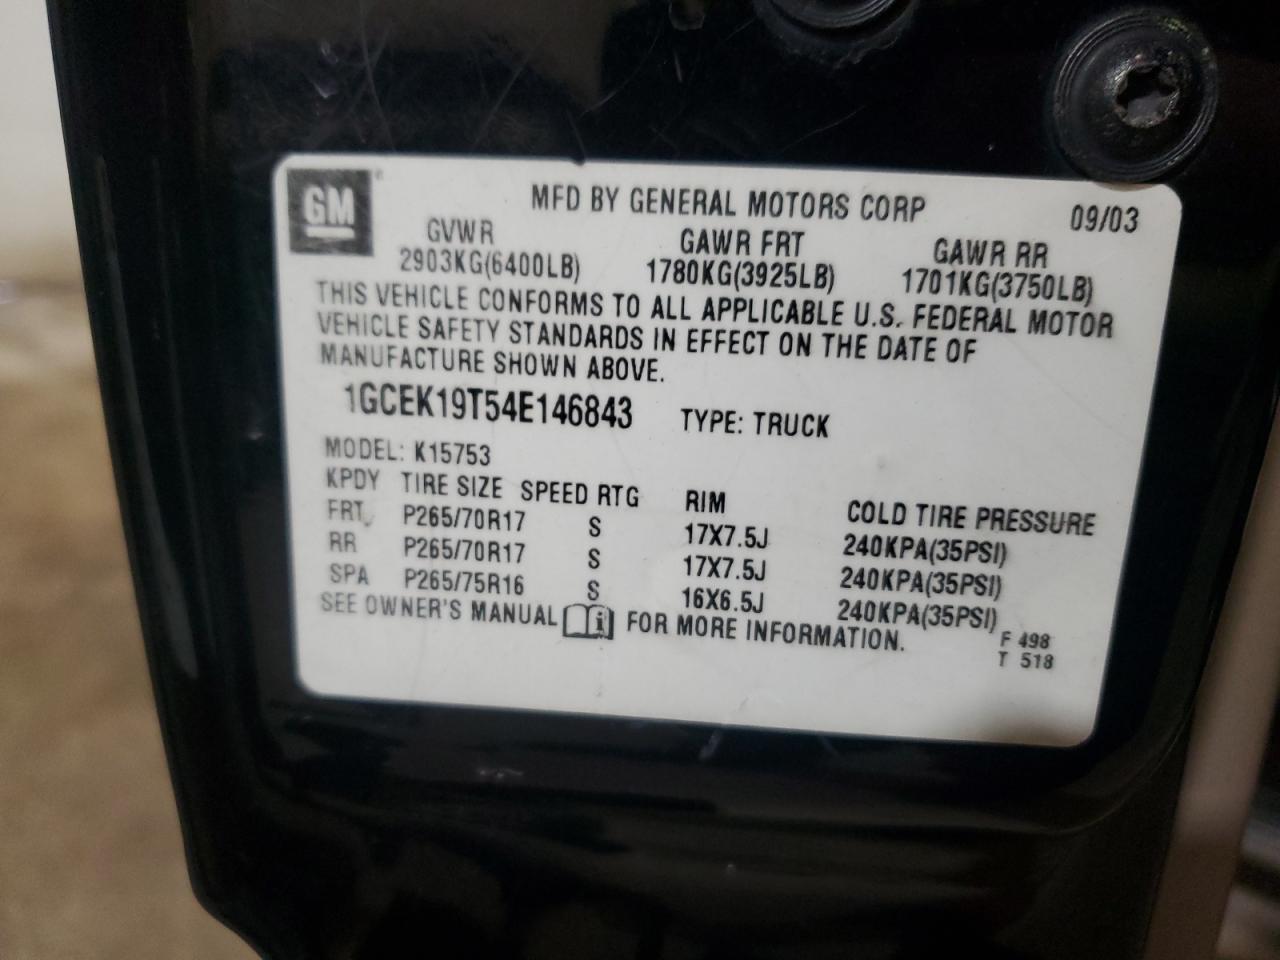 GM
MFD BY GENERAL MOTORS CORP 09/03
GVWR GAWR FRT GAWR RR
2903KG(6400LB) 1780KG(3925LB) 1701KG(3750LB)
THIS VEHICLE CONFORMS TO ALL APPLICABLE U.S. FEDERAL MOTOR
VEHICLE SAFETY STANDARDS IN EFFECT ON THE DATE OF
MANUFACTURE SHOWN ABOVE.
1GCEK19T54E146843 TYPE: TRUCK
MODEL: K15753
KPDY TIRE SIZE SPEED RTG RIM COLD TIRE PRESSURE
FRT P265/70R17 S 17X7.5J 240KPA(35PSI)
RR P265/70R17 S 17X7.5J 240KPA(35PSI)
SPA P265/75R16 S 16X6.5J 240KPA(35PSI)
SEE OWNER'S MANUAL i FOR MORE INFORMATION.
F 498
T 518